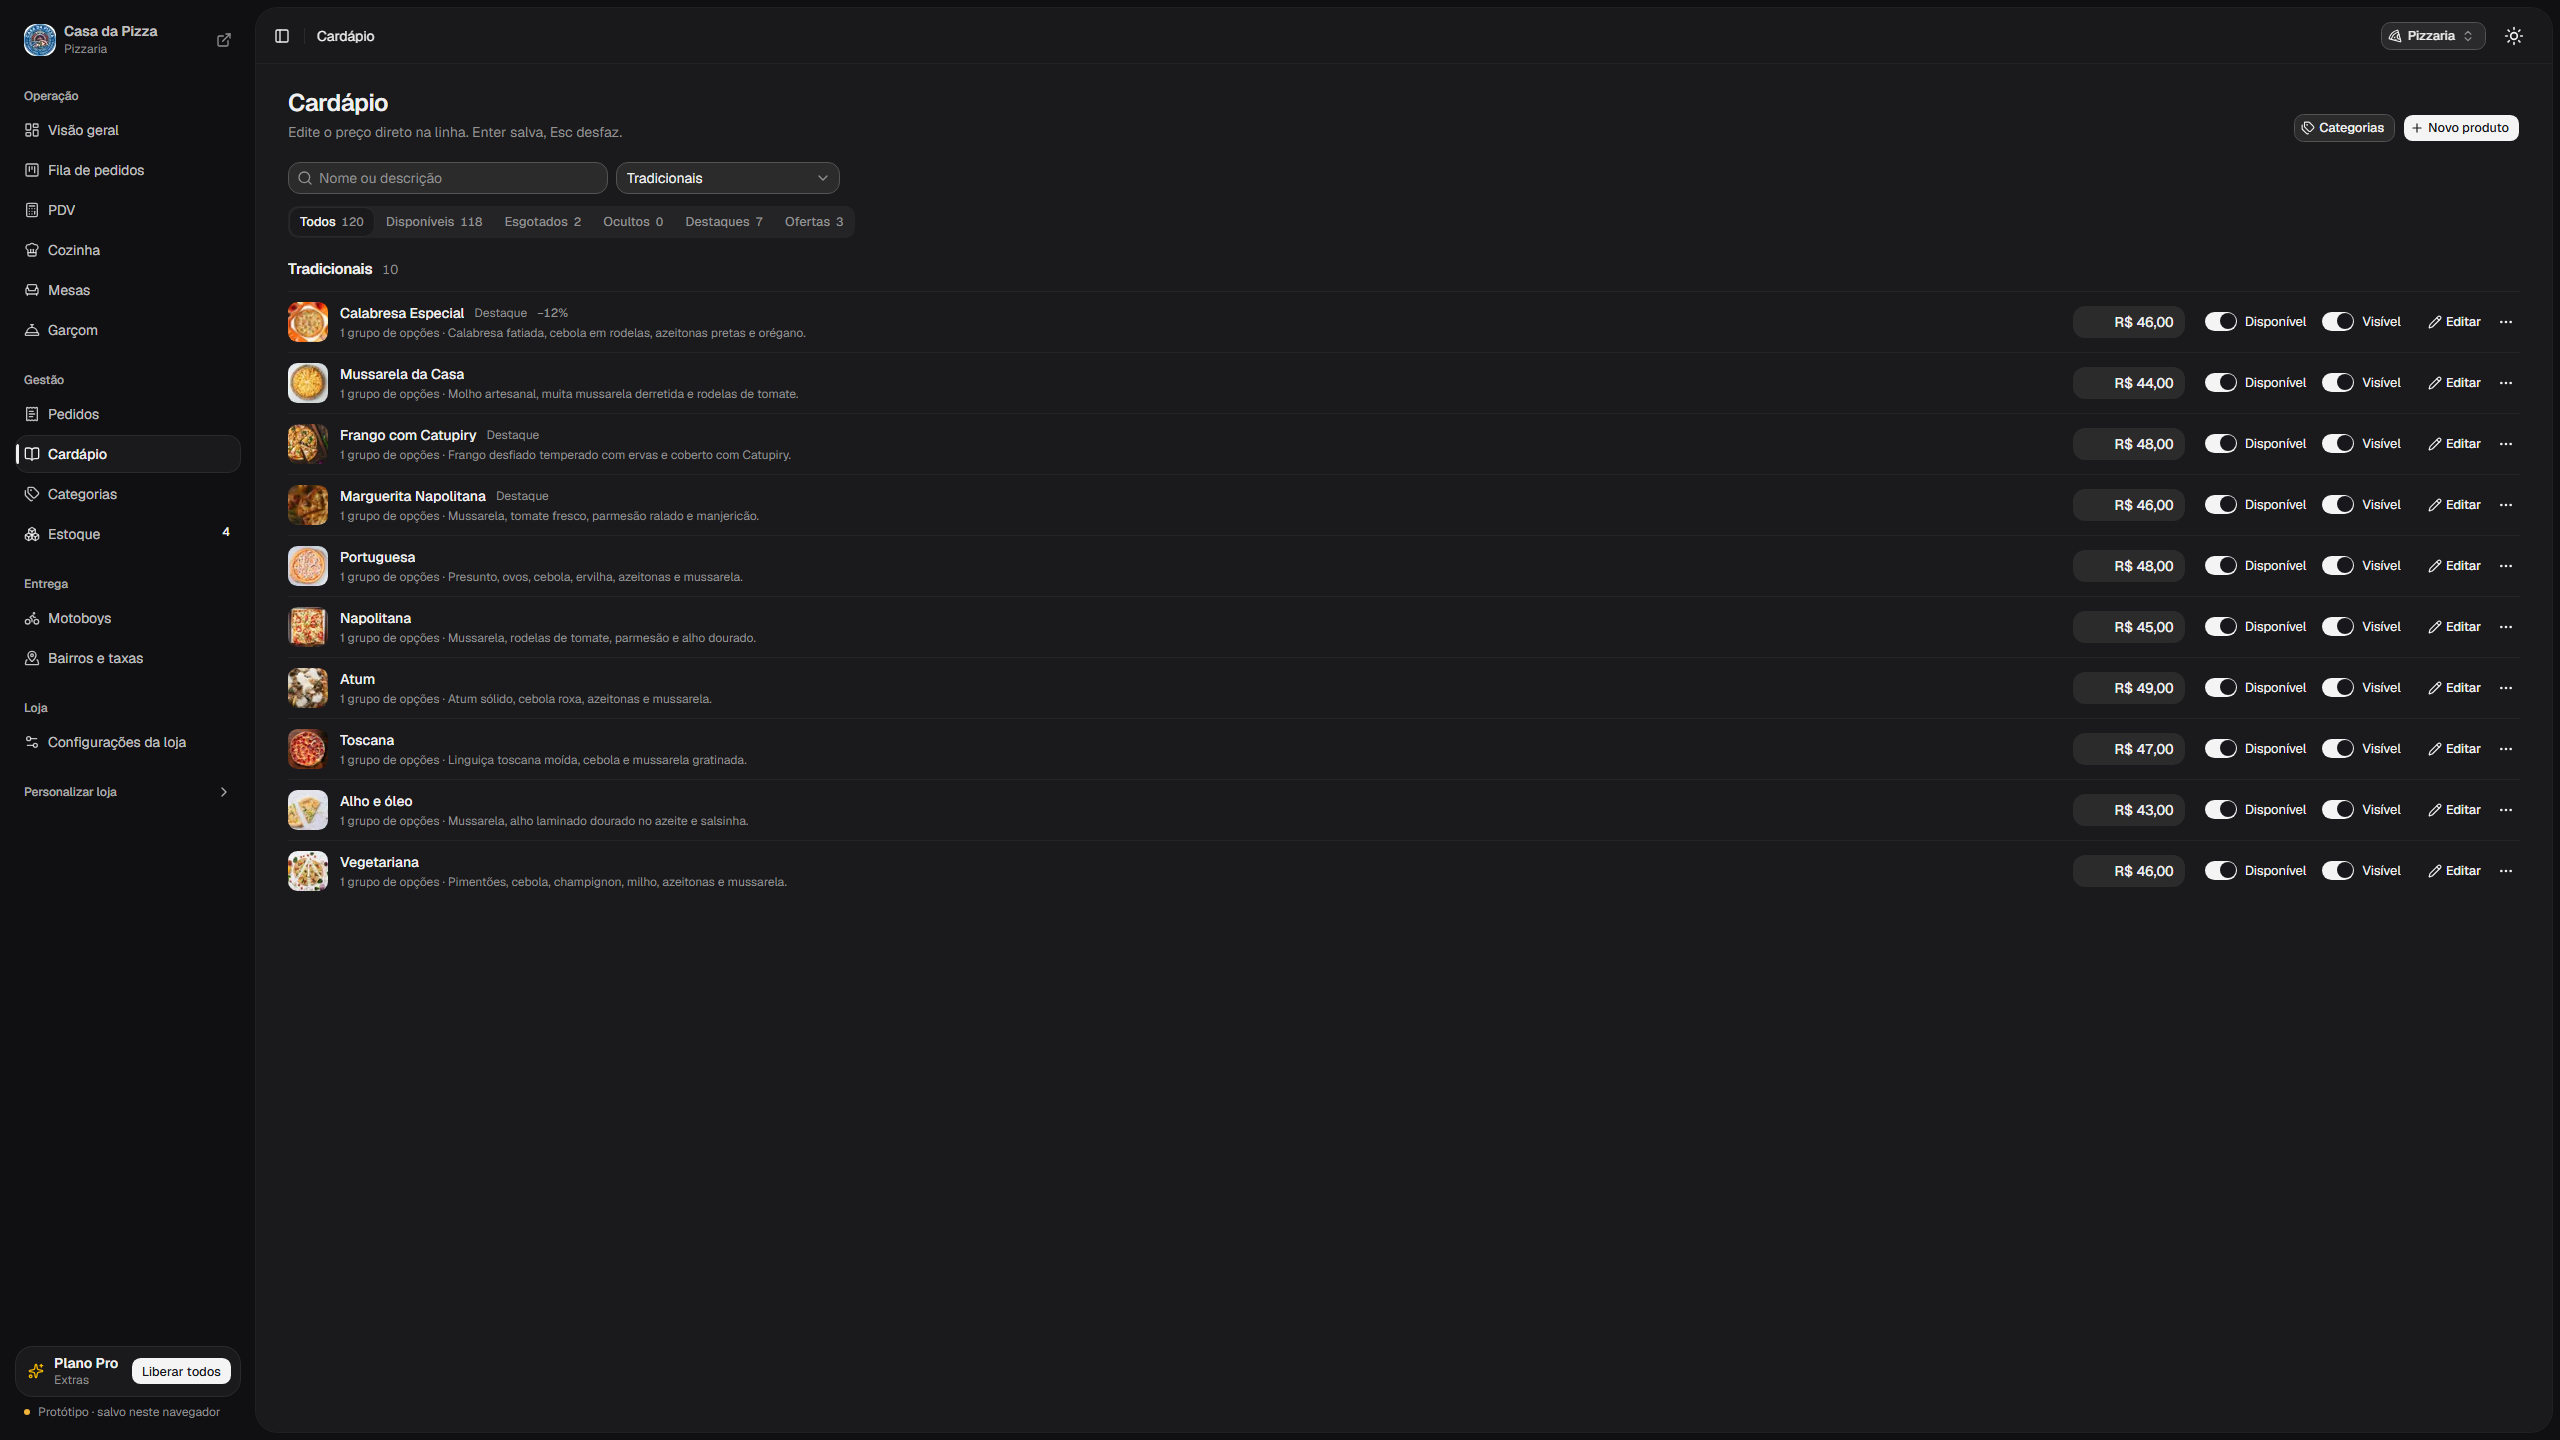 Casa da Pizza
Pizzaria
Operação
Visão geral
Fila de pedidos
PDV
Cozinha
Mesas
Garçom
Gestão
Pedidos
Cardápio
Categorias
Estoque 4
Entrega
Motoboys
Bairros e taxas
Loja
Configurações da loja
Personalizar loja
Plano Pro
Extras
Liberar todos
Protótipo · salvo neste navegador
Cardápio
Pizzaria
Cardápio
Edite o preço direto na linha. Enter salva, Esc desfaz.
Categorias
Novo produto
Nome ou descrição
Tradicionais
Todos 120 Disponíveis 118 Esgotados 2 Ocultos 0 Destaques 7 Ofertas 3
Tradicionais 10
Calabresa Especial Destaque −12%
1 grupo de opções · Calabresa fatiada, cebola em rodelas, azeitonas pretas e orégano.
R$ 46,00 Disponível Visível Editar
Mussarela da Casa
1 grupo de opções · Molho artesanal, muita mussarela derretida e rodelas de tomate.
R$ 44,00 Disponível Visível Editar
Frango com Catupiry Destaque
1 grupo de opções · Frango desfiado temperado com ervas e coberto com Catupiry.
R$ 48,00 Disponível Visível Editar
Marguerita Napolitana Destaque
1 grupo de opções · Mussarela, tomate fresco, parmesão ralado e manjericão.
R$ 46,00 Disponível Visível Editar
Portuguesa
1 grupo de opções · Presunto, ovos, cebola, ervilha, azeitonas e mussarela.
R$ 48,00 Disponível Visível Editar
Napolitana
1 grupo de opções · Mussarela, rodelas de tomate, parmesão e alho dourado.
R$ 45,00 Disponível Visível Editar
Atum
1 grupo de opções · Atum sólido, cebola roxa, azeitonas e mussarela.
R$ 49,00 Disponível Visível Editar
Toscana
1 grupo de opções · Linguiça toscana moída, cebola e mussarela gratinada.
R$ 47,00 Disponível Visível Editar
Alho e óleo
1 grupo de opções · Mussarela, alho laminado dourado no azeite e salsinha.
R$ 43,00 Disponível Visível Editar
Vegetariana
1 grupo de opções · Pimentões, cebola, champignon, milho, azeitonas e mussarela.
R$ 46,00 Disponível Visível Editar